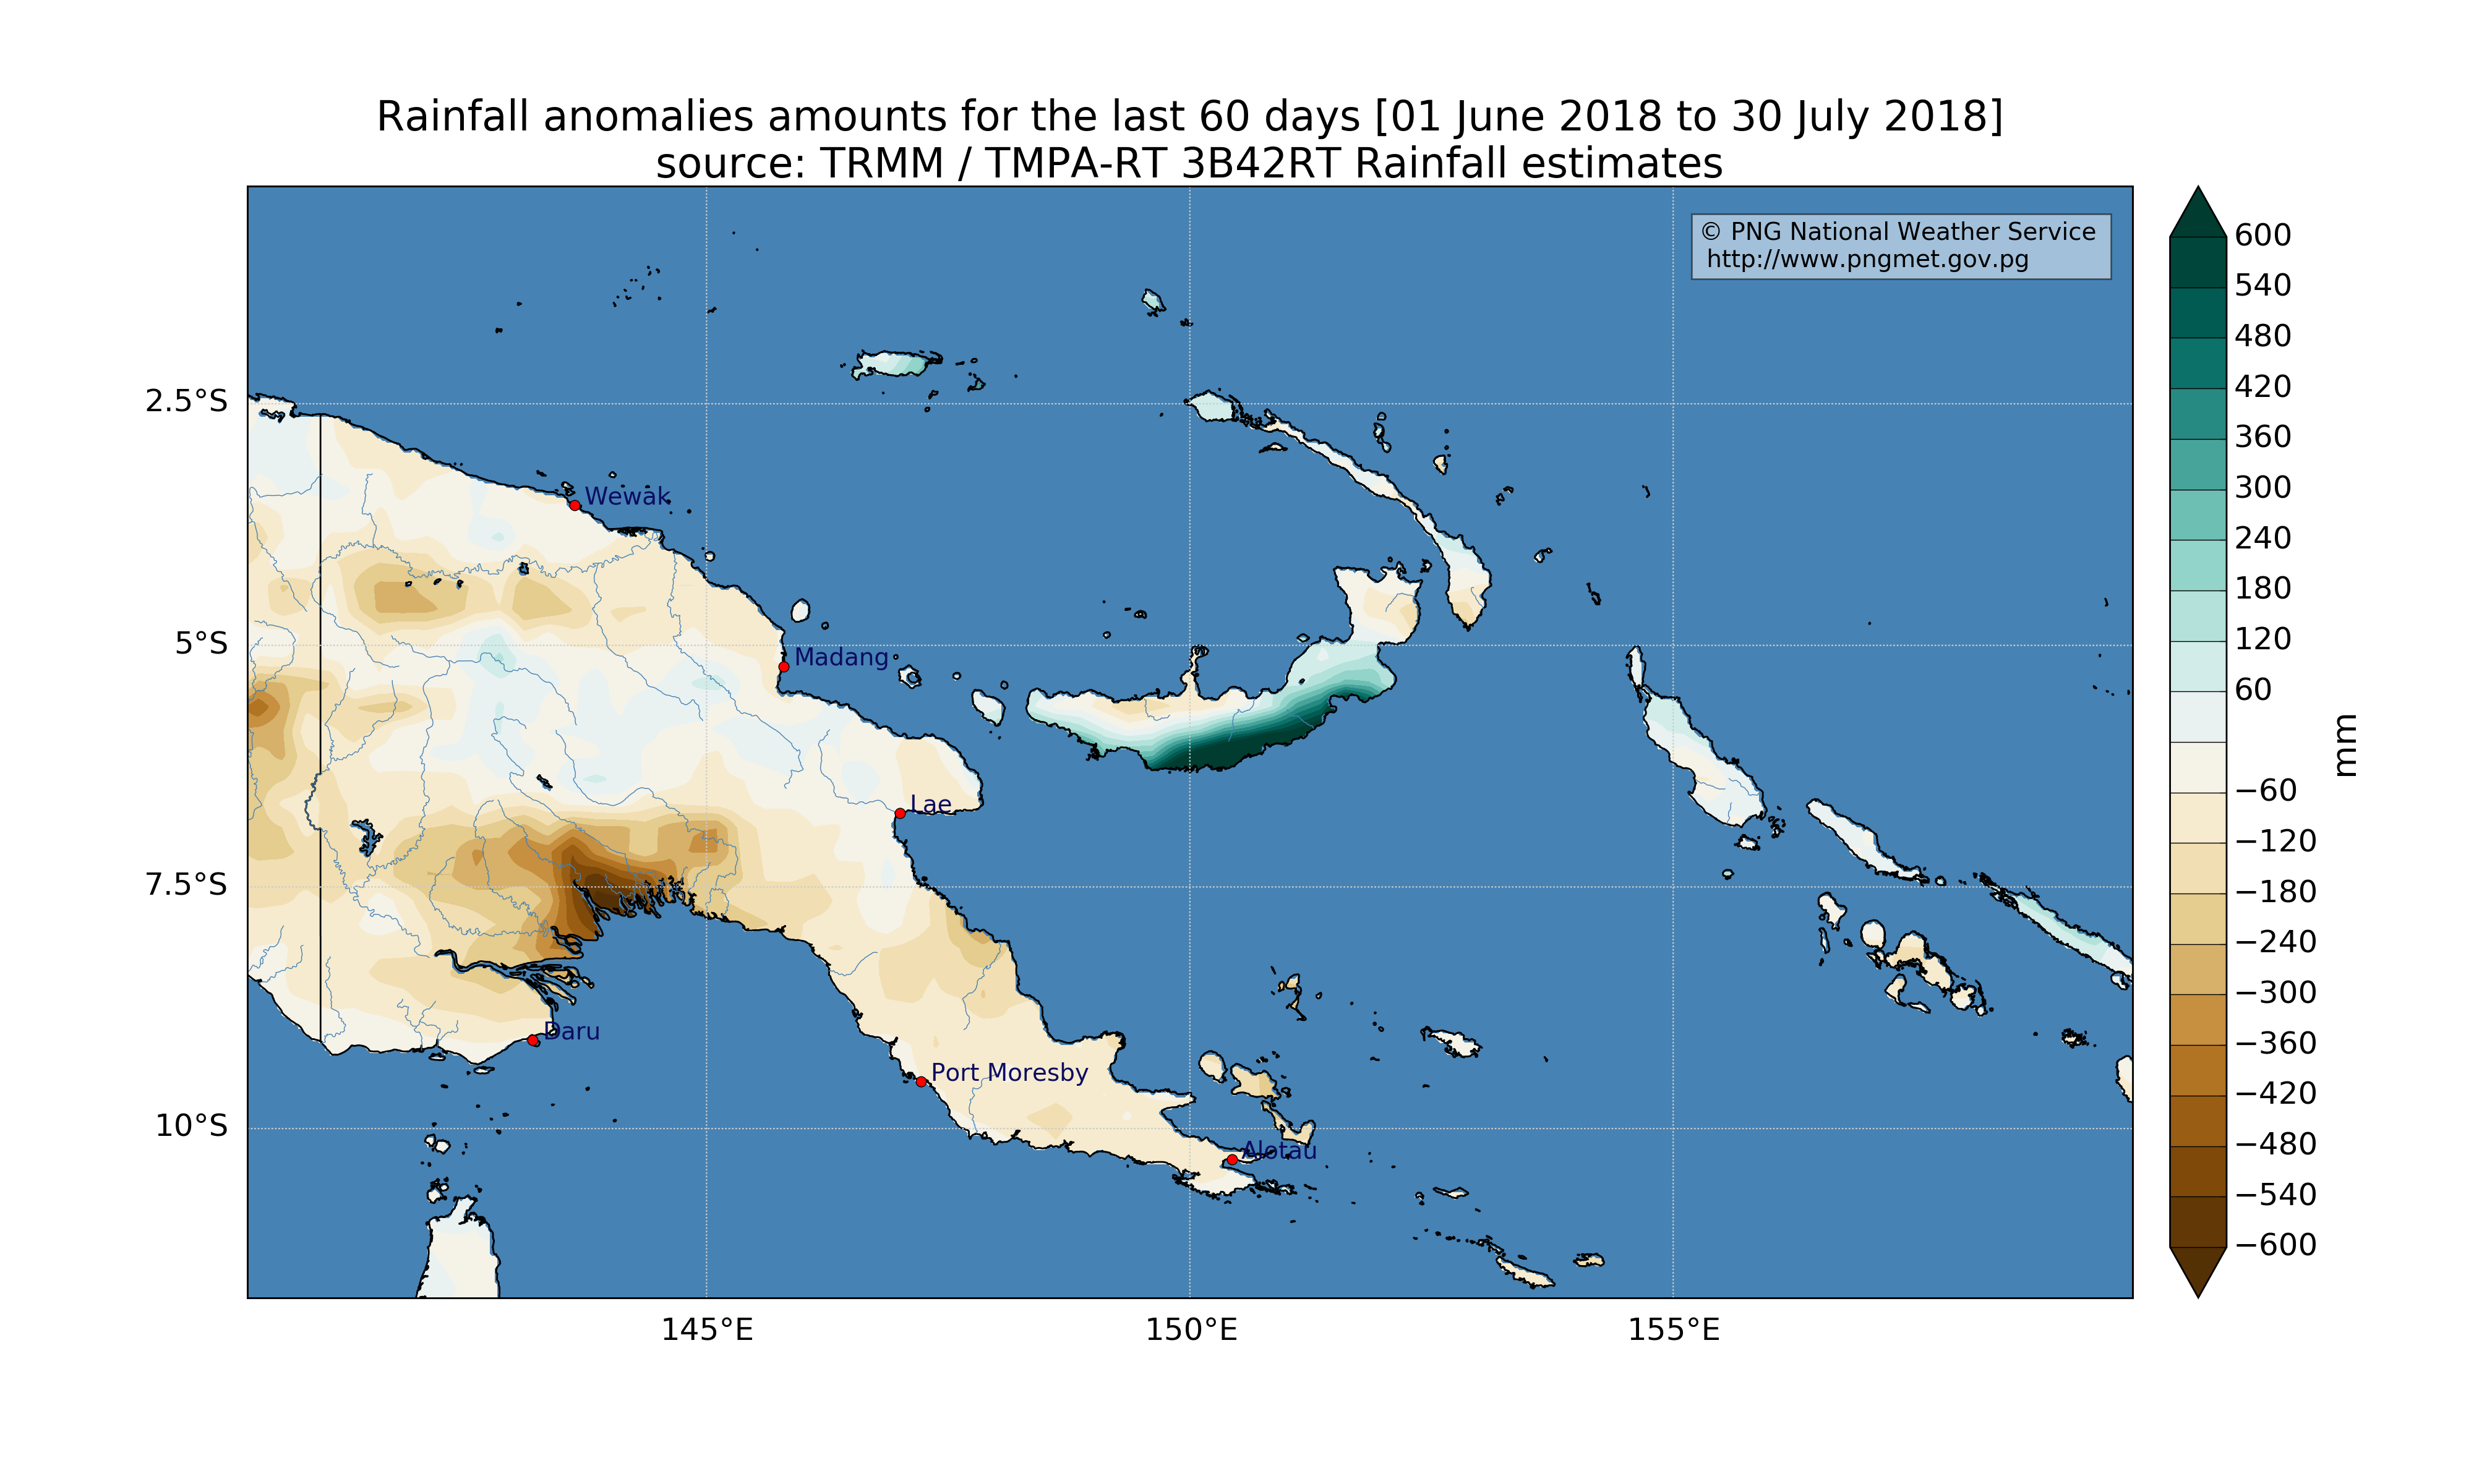 Rainfall anomalies amounts for the last 60 days [01 June 2018 to 30 July 2018]
source: TRMM / TMPA-RT 3B42RT Rainfall estimates
© PNG National Weather Service
http://www.pngmet.gov.pg
2.5°S
5°S
7.5°S
10°S
Wewak
Madang
Lae
Daru
Port Moresby
Alotau
145°E
150°E
155°E
600
540
480
420
360
300
240
180
120
60
−60
−120
−180
−240
−300
−360
−420
−480
−540
−600
mm